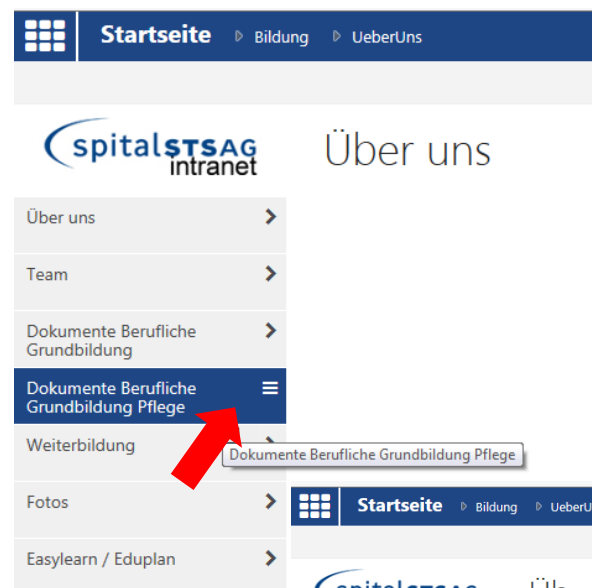 Startseite Bildung UeberUns
spitalSTSAG
intranet
Über uns
Über uns
Team
Dokumente Berufliche
Grundbildung
Dokumente Berufliche
Grundbildung Pflege
Weiterbildung
Dokumente Berufliche Grundbildung Pflege
Fotos
Startseite Bildung UeberU
Easylearn / Eduplan